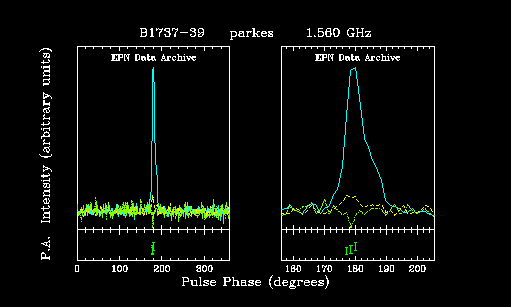 B1737-39 parkes 1.560 GHz
EPN Data Archive EPN Data Archive
P.A. Intensity (arbitrary units)
0 100 200 300 160 170 180 190 200
Pulse Phase (degrees)